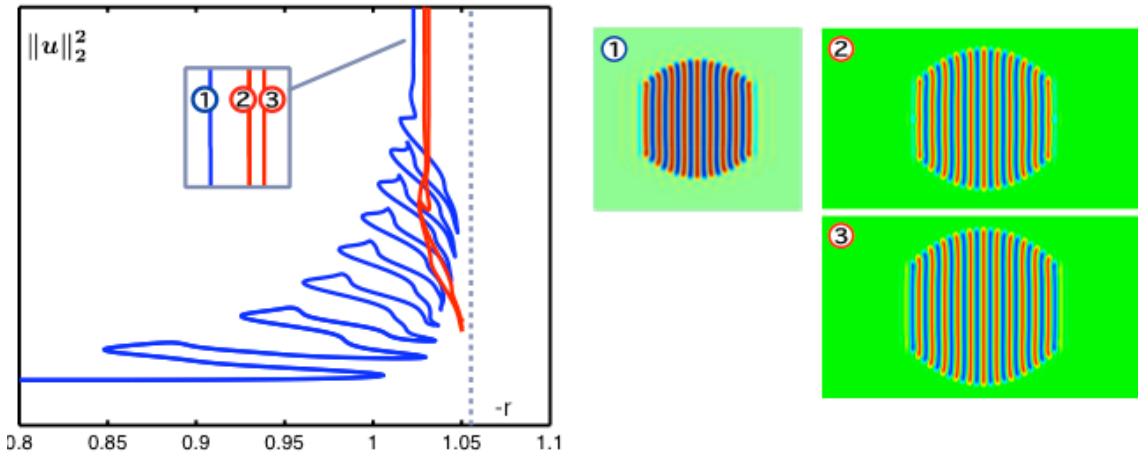 ‖u‖₂²
① ② ③
-r
0.8 0.85 0.9 0.95 1 1.05 1.1
①
②
③